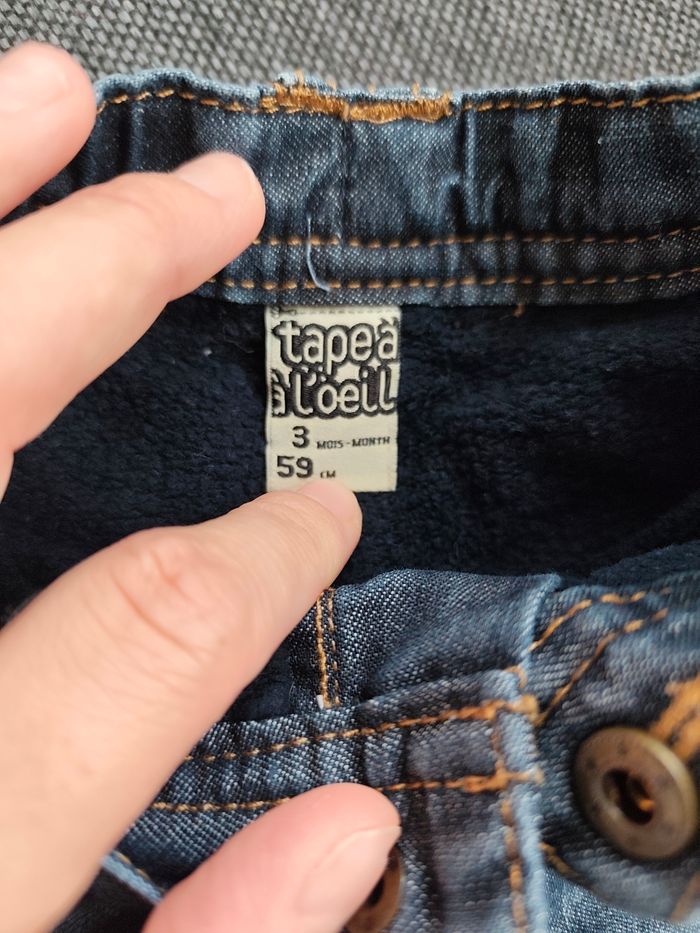 tape à
l'oeil
3 MOIS-MONTH
59 CM